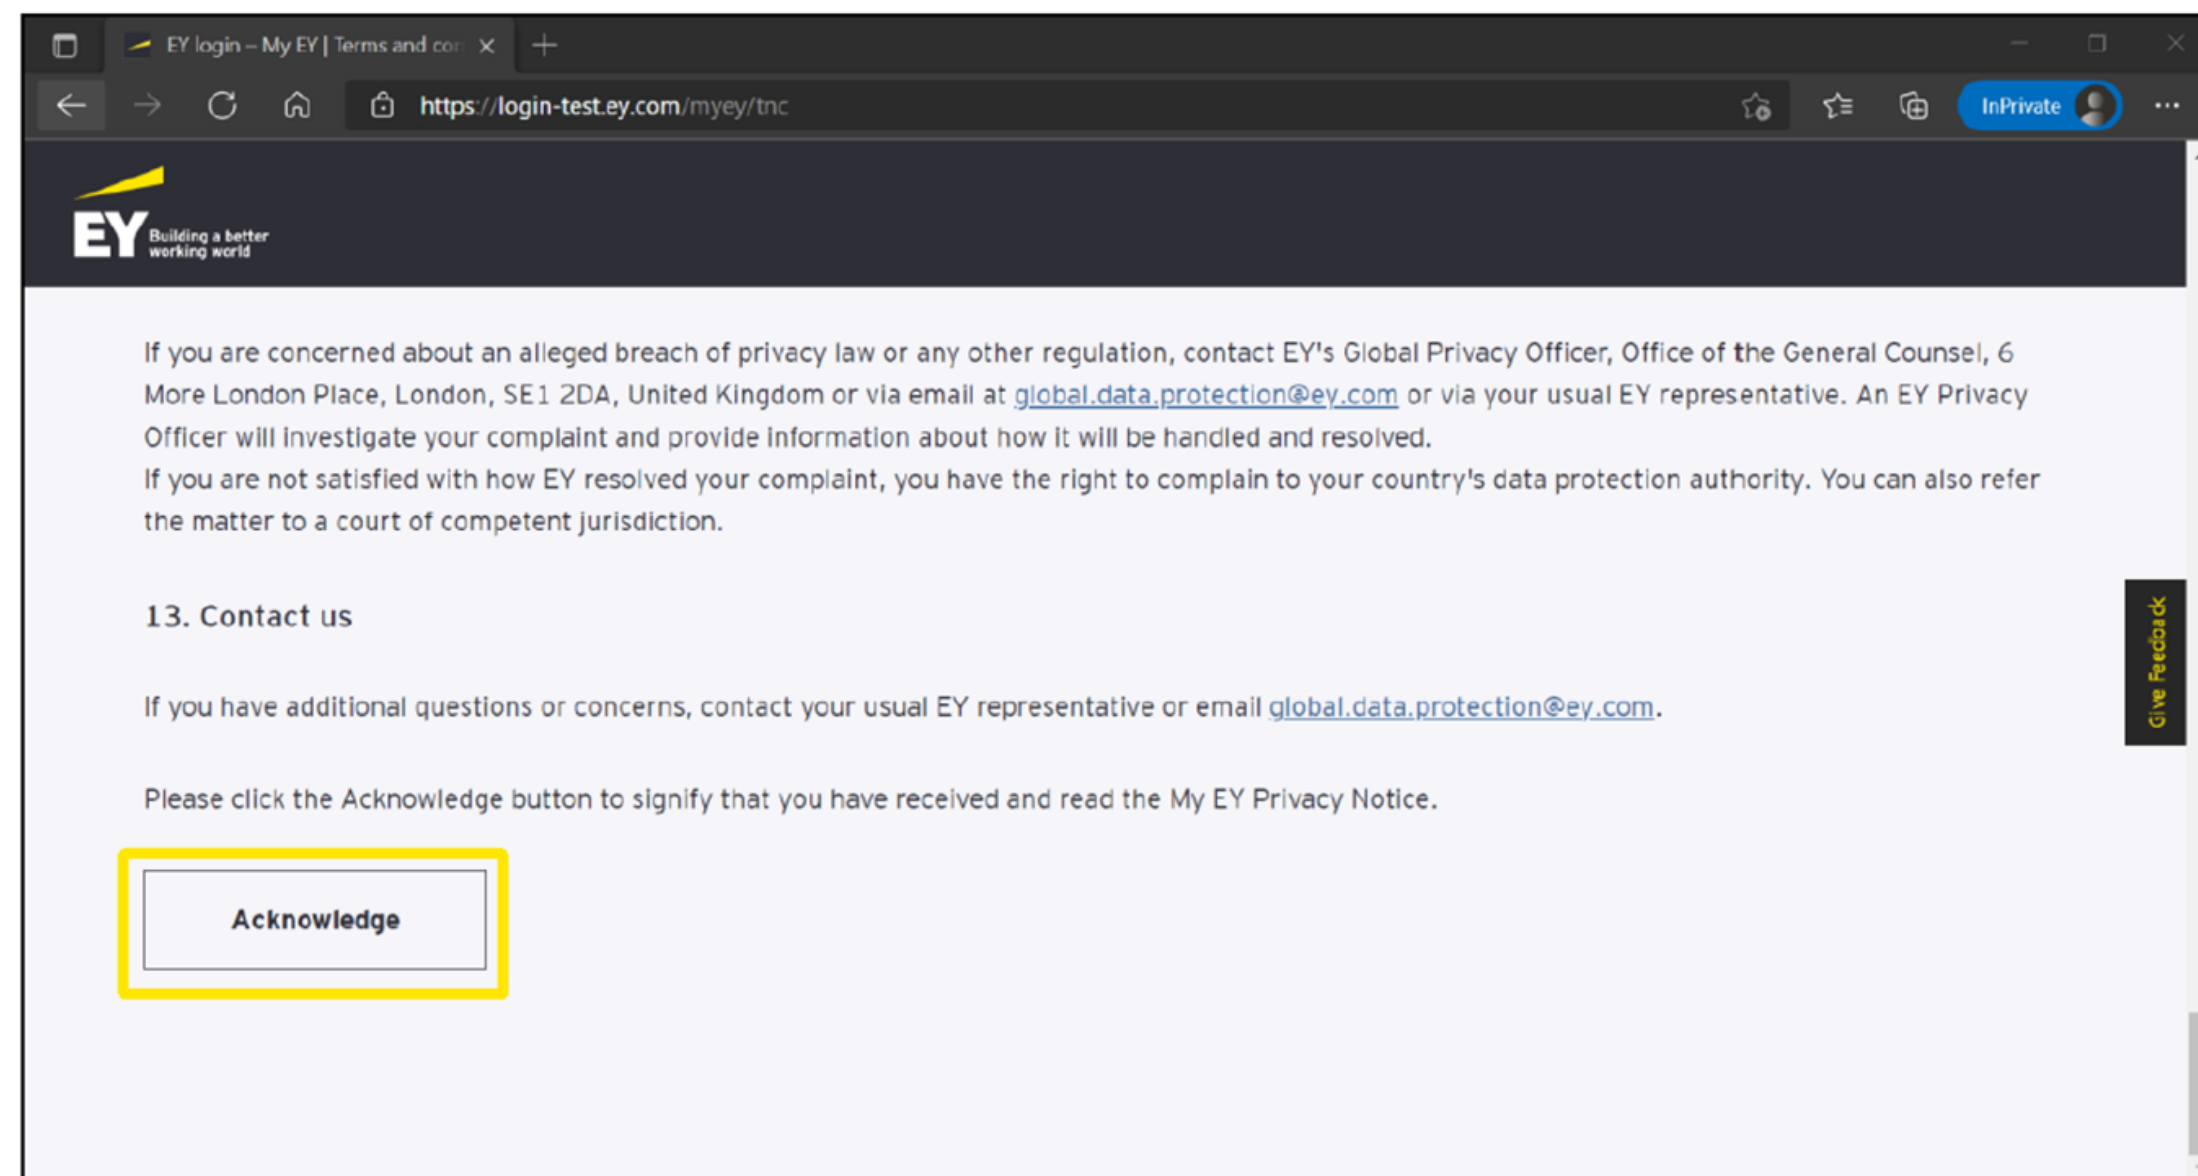 EY login – My EY | Terms and con
https://login-test.ey.com/myey/tnc
InPrivate
EY Building a better
working world
If you are concerned about an alleged breach of privacy law or any other regulation, contact EY's Global Privacy Officer, Office of the General Counsel, 6
More London Place, London, SE1 2DA, United Kingdom or via email at global.data.protection@ey.com or via your usual EY representative. An EY Privacy
Officer will investigate your complaint and provide information about how it will be handled and resolved.
If you are not satisfied with how EY resolved your complaint, you have the right to complain to your country's data protection authority. You can also refer
the matter to a court of competent jurisdiction.
13. Contact us
Give Feedback
If you have additional questions or concerns, contact your usual EY representative or email global.data.protection@ey.com.
Please click the Acknowledge button to signify that you have received and read the My EY Privacy Notice.
Acknowledge